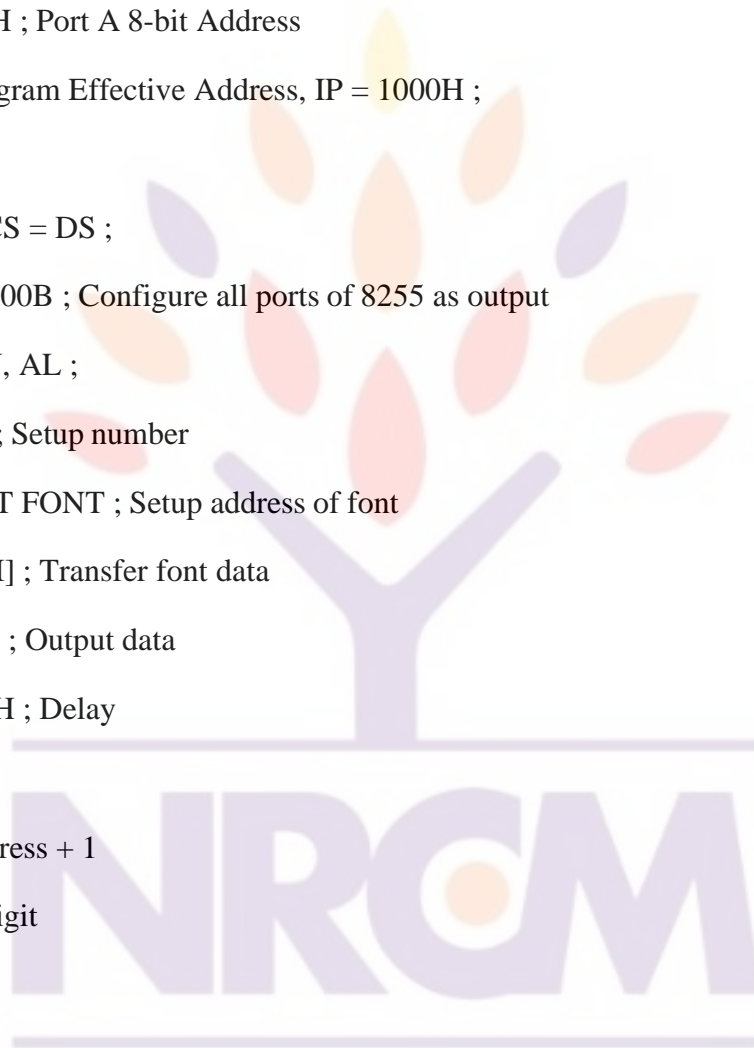 H ; Port A 8-bit Address
gram Effective Address, IP = 1000H ;
CS = DS ;
00B ; Configure all ports of 8255 as output
, AL ;
; Setup number
T FONT ; Setup address of font
] ; Transfer font data
; Output data
H ; Delay
ress + 1
igit
NRCM